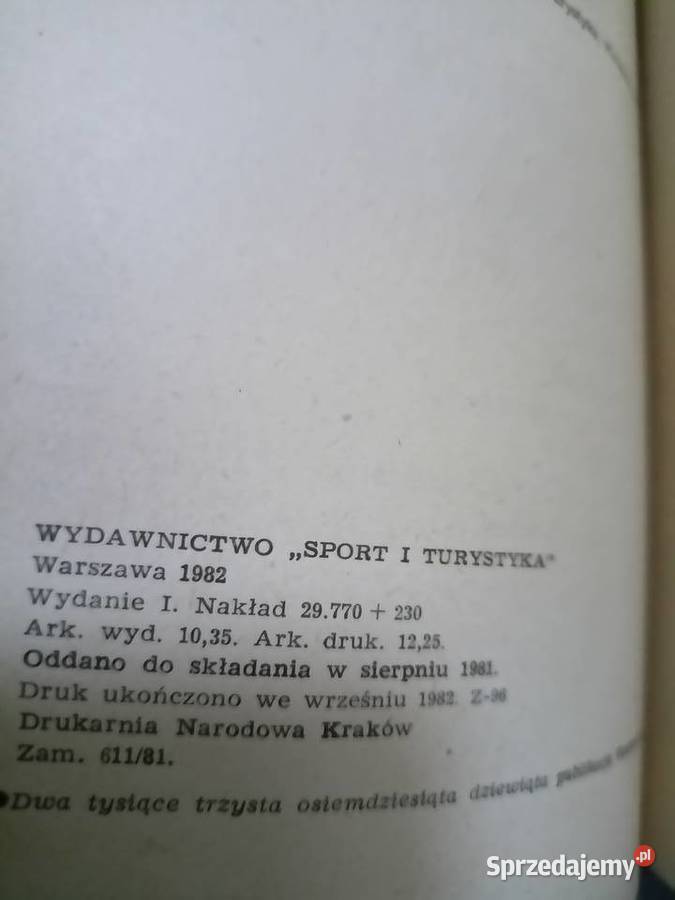 WYDAWNICTWO „SPORT I TURYSTYKA"
Warszawa 1982
Wydanie I. Nakład 29.770 + 230
Ark. wyd. 10,35. Ark. druk. 12,25.
Oddano do składania w sierpniu 1981.
Druk ukończono we wrześniu 1982. Z-96
Drukarnia Narodowa Kraków
Zam. 611/81.
Dwa tysiące trzysta osiemdziesiąta dziewiąta publikacja
Sprzedajemy.pl